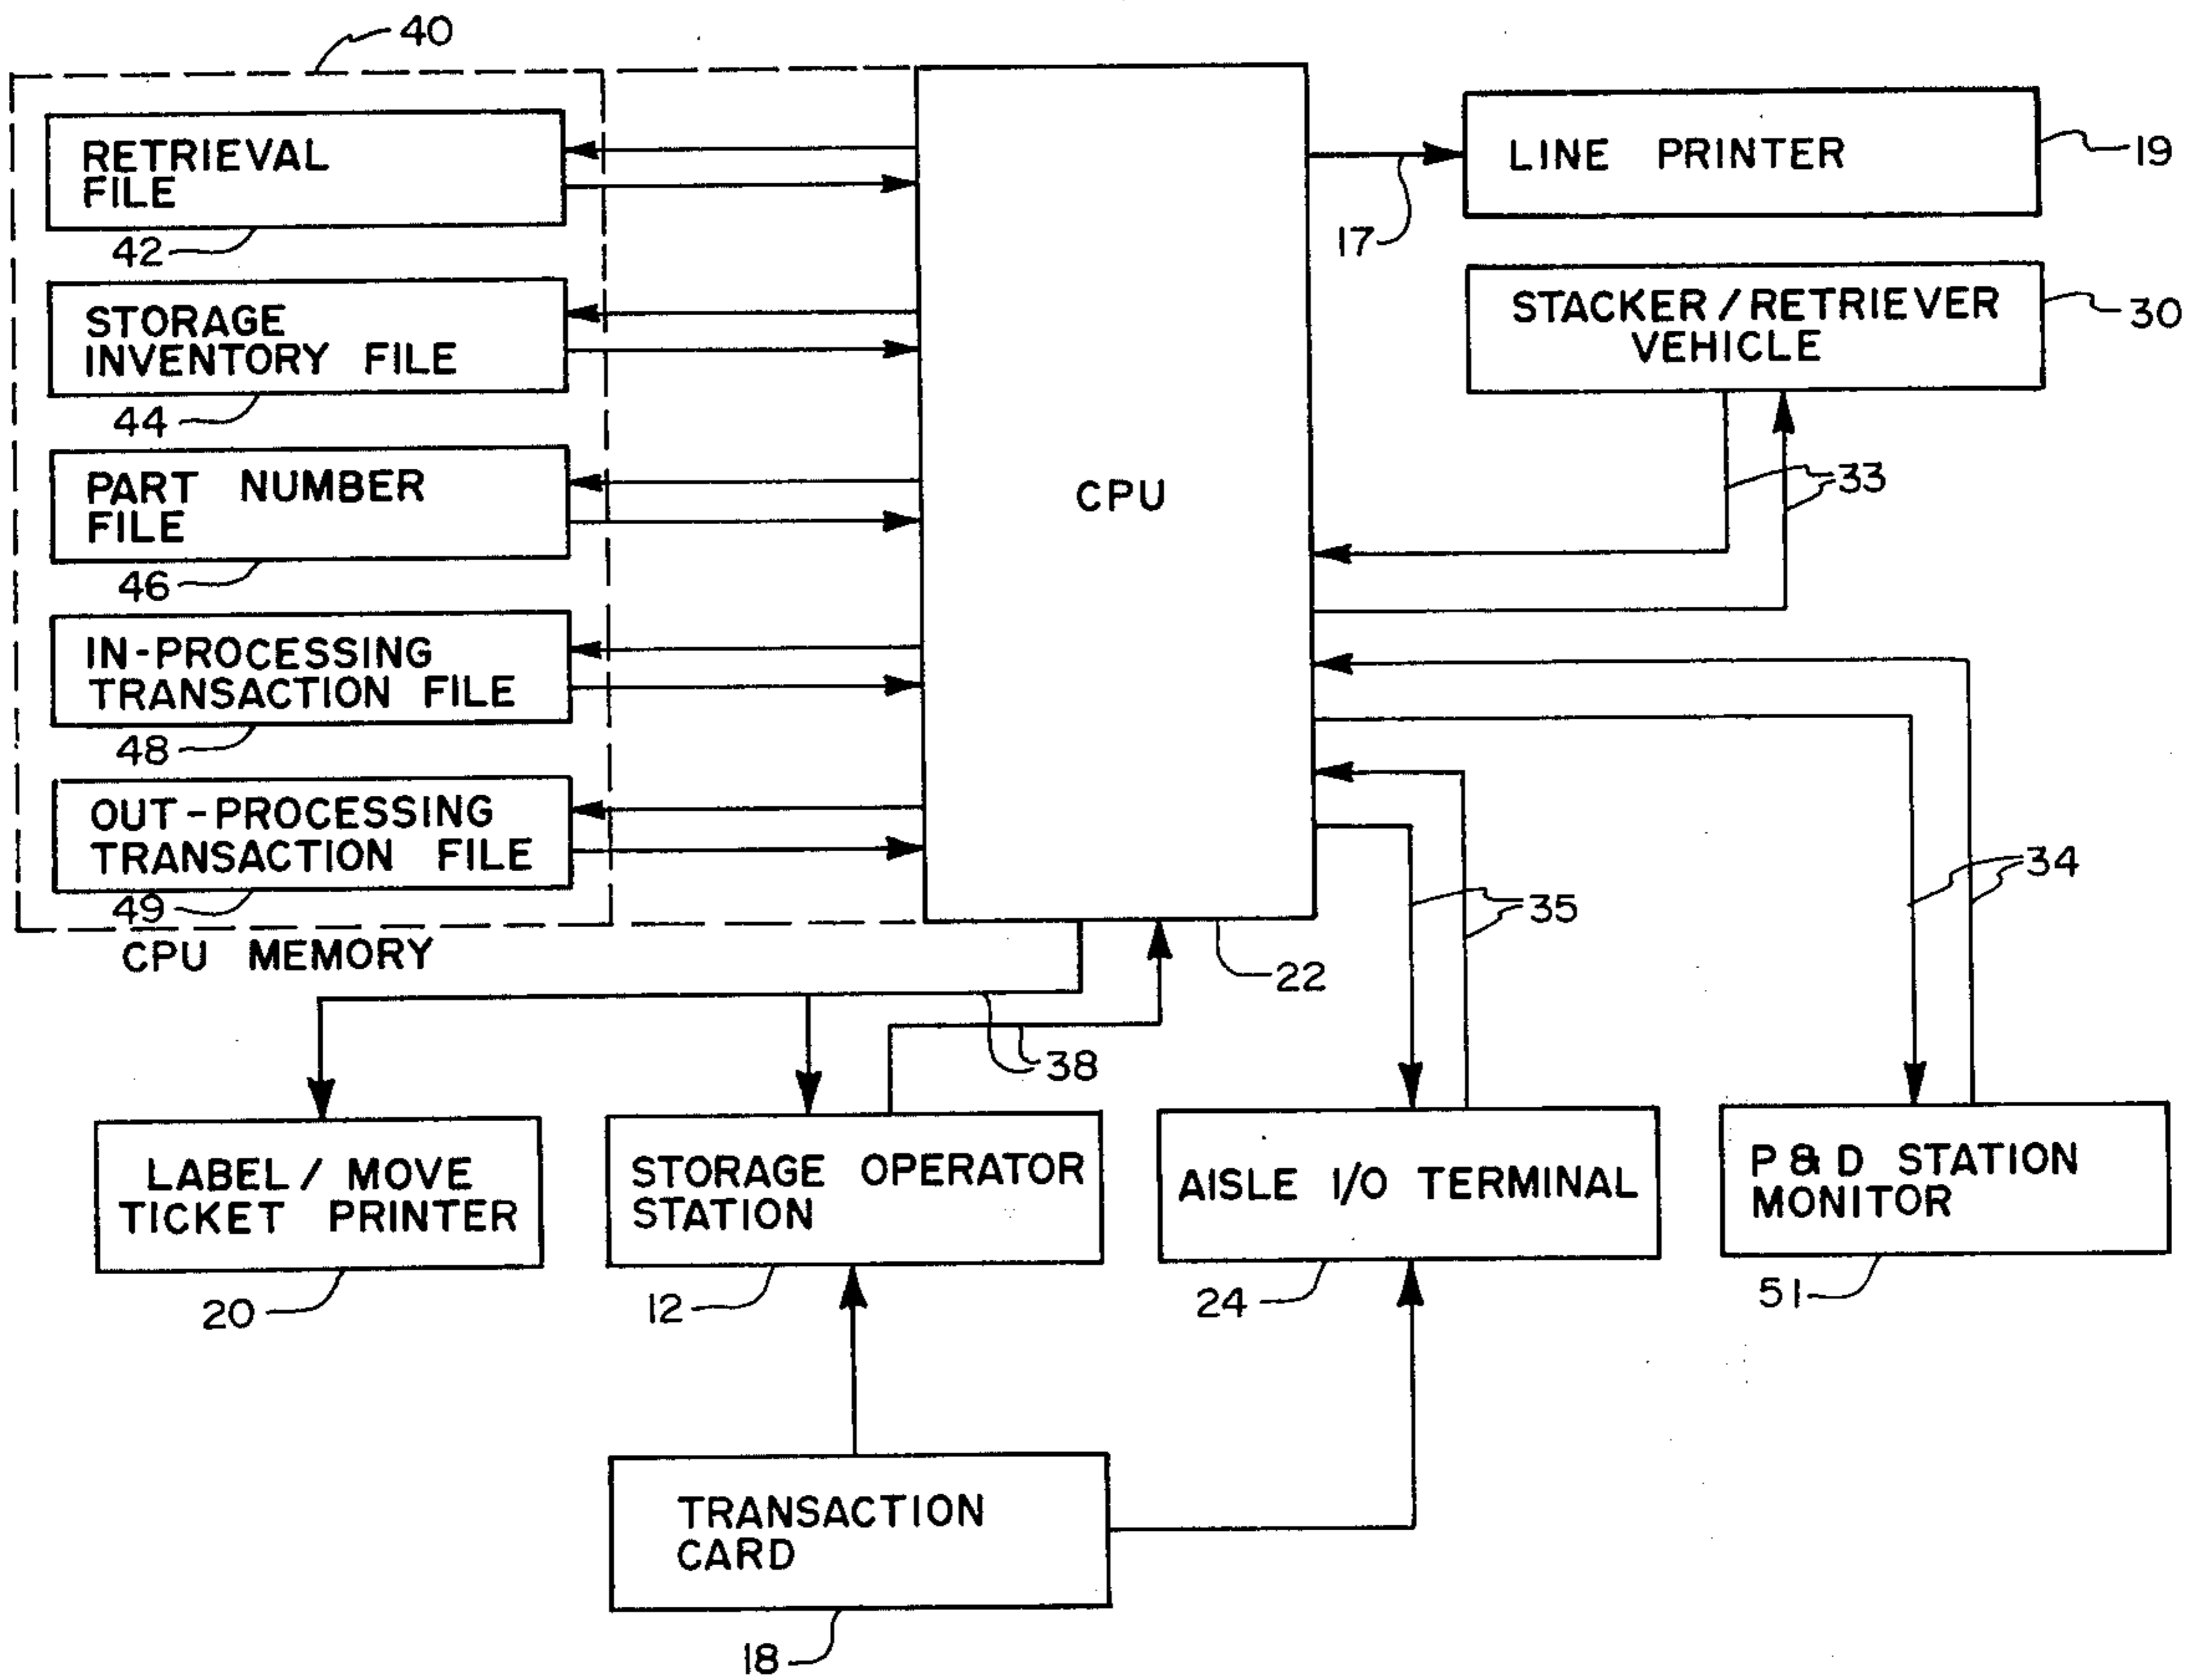 40
RETRIEVAL
FILE
42
STORAGE
INVENTORY FILE
44
PART NUMBER
FILE
46
IN-PROCESSING
TRANSACTION FILE
48
OUT-PROCESSING
TRANSACTION FILE
49
CPU MEMORY
CPU
22
LINE PRINTER
19
17
STACKER/RETRIEVER
VEHICLE
30
33
34
35
38
LABEL/ MOVE
TICKET PRINTER
20
STORAGE OPERATOR
STATION
12
AISLE I/O TERMINAL
24
P&D STATION
MONITOR
51
TRANSACTION
CARD
18